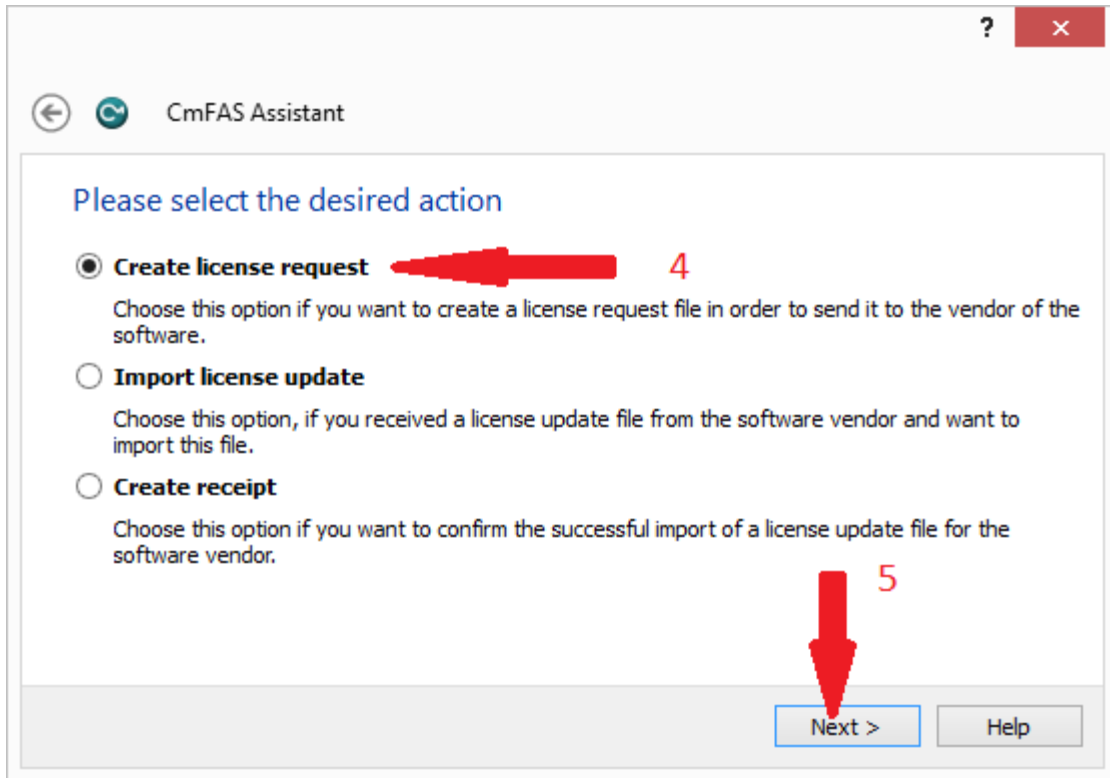 ?
CmFAS Assistant
Please select the desired action
Create license request 4
Choose this option if you want to create a license request file in order to send it to the vendor of the
software.
Import license update
Choose this option, if you received a license update file from the software vendor and want to
import this file.
Create receipt
Choose this option if you want to confirm the successful import of a license update file for the
software vendor.
5
Next > Help